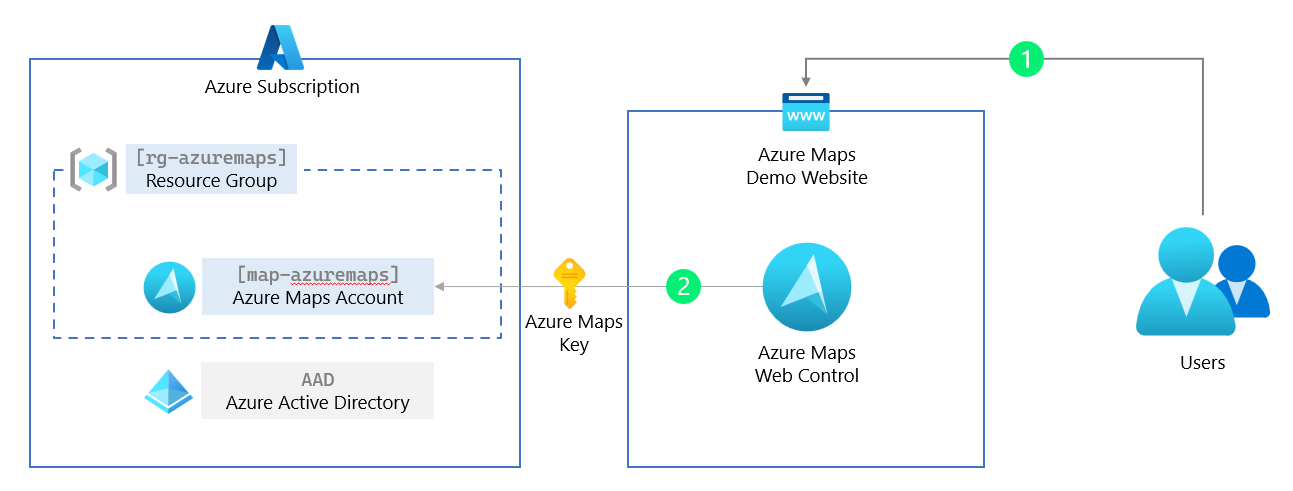 Azure Subscription
[rg-azuremaps]
Resource Group
[map-azuremaps]
Azure Maps Account
AAD
Azure Active Directory
Azure Maps
Key
2
1
WWW
Azure Maps
Demo Website
Azure Maps
Web Control
Users